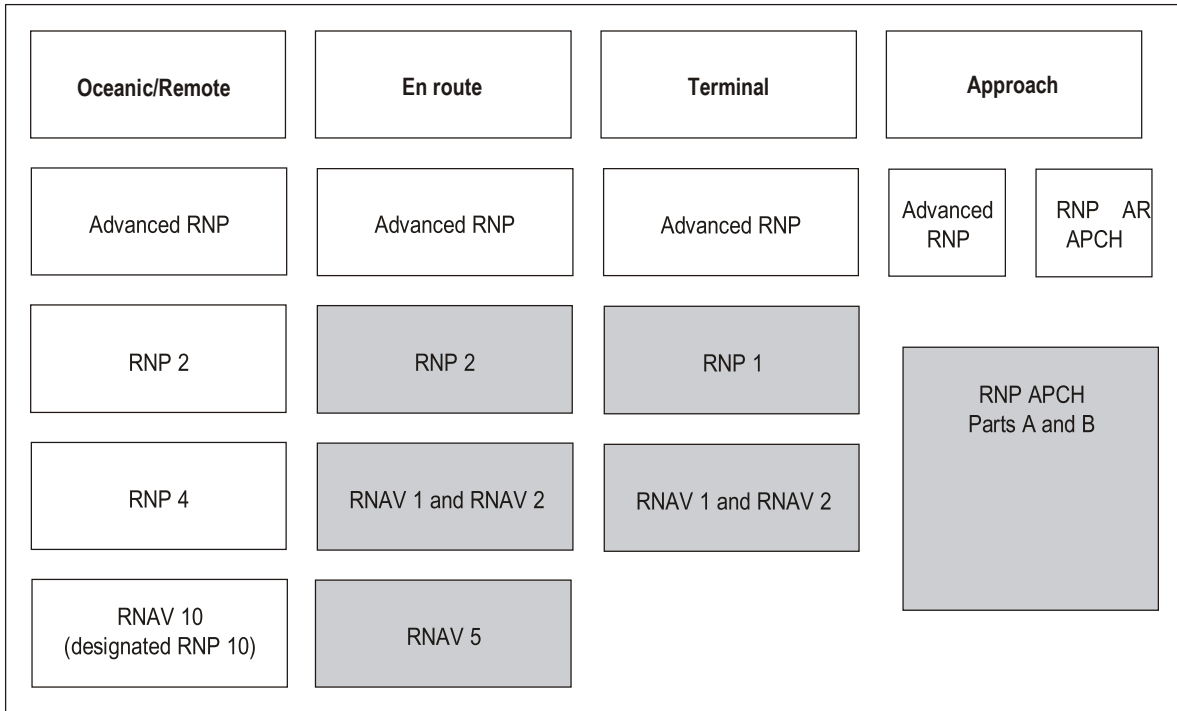 Oceanic/Remote
En route
Terminal
Approach
Advanced RNP
Advanced RNP
Advanced RNP
Advanced
RNP
RNP AR
APCH
RNP 2
RNP 2
RNP 1
RNP APCH
Parts A and B
RNP 4
RNAV 1 and RNAV 2
RNAV 1 and RNAV 2
RNAV 10
(designated RNP 10)
RNAV 5